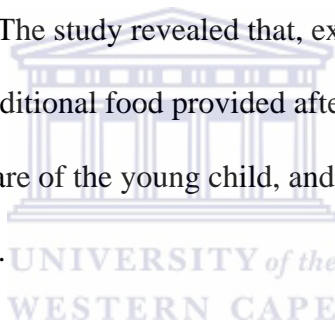 The study revealed that, ex
ditional food provided afte
are of the young child, and
.
UNIVERSITY of the
WESTERN CAPE